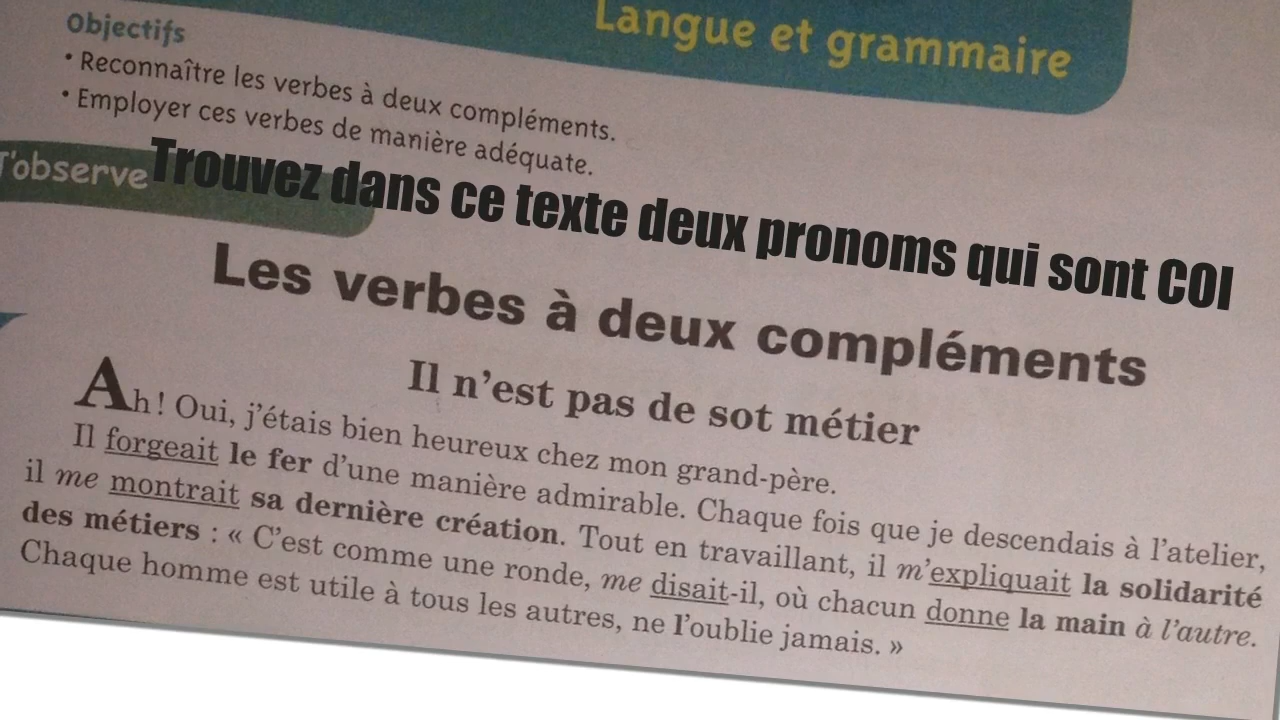 Langue et grammaire
Objectifs
• Reconnaître les verbes à deux compléments.
• Employer ces verbes de manière adéquate.
J'observe
Trouvez dans ce texte deux pronoms qui sont COI
Les verbes à deux compléments
Il n'est pas de sot métier
Ah ! Oui, j'étais bien heureux chez mon grand-père.
Il forgeait le fer d'une manière admirable. Chaque fois que je descendais à l'atelier,
il me montrait sa dernière création. Tout en travaillant, il m'expliquait la solidarité
des métiers : « C'est comme une ronde, me disait-il, où chacun donne la main à l'autre.
Chaque homme est utile à tous les autres, ne l'oublie jamais. »